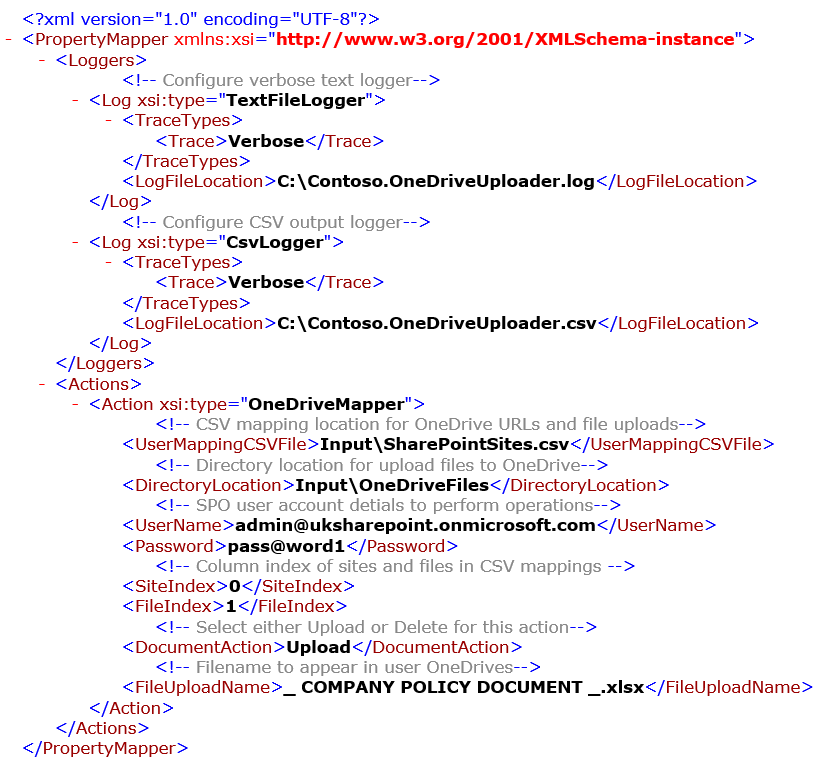 <?xml version="1.0" encoding="UTF-8"?>
- <PropertyMapper xmlns:xsi="http://www.w3.org/2001/XMLSchema-instance">
- <Loggers>
<!-- Configure verbose text logger-->
- <Log xsi:type="TextFileLogger">
- <TraceTypes>
<Trace>Verbose</Trace>
</TraceTypes>
<LogFileLocation>C:\Contoso.OneDriveUploader.log</LogFileLocation>
</Log>
<!-- Configure CSV output logger-->
- <Log xsi:type="CsvLogger">
- <TraceTypes>
<Trace>Verbose</Trace>
</TraceTypes>
<LogFileLocation>C:\Contoso.OneDriveUploader.csv</LogFileLocation>
</Log>
</Loggers>
- <Actions>
- <Action xsi:type="OneDriveMapper">
<!-- CSV mapping location for OneDrive URLs and file uploads-->
<UserMappingCSVFile>Input\SharePointSites.csv</UserMappingCSVFile>
<!-- Directory location for upload files to OneDrive-->
<DirectoryLocation>Input\OneDriveFiles</DirectoryLocation>
<!-- SPO user account detials to perform operations-->
<UserName>admin@uksharepoint.onmicrosoft.com</UserName>
<Password>pass@word1</Password>
<!-- Column index of sites and files in CSV mappings -->
<SiteIndex>0</SiteIndex>
<FileIndex>1</FileIndex>
<!-- Select either Upload or Delete for this action-->
<DocumentAction>Upload</DocumentAction>
<!-- Filename to appear in user OneDrives-->
<FileUploadName>_ COMPANY POLICY DOCUMENT _.xlsx</FileUploadName>
</Action>
</Actions>
</PropertyMapper>